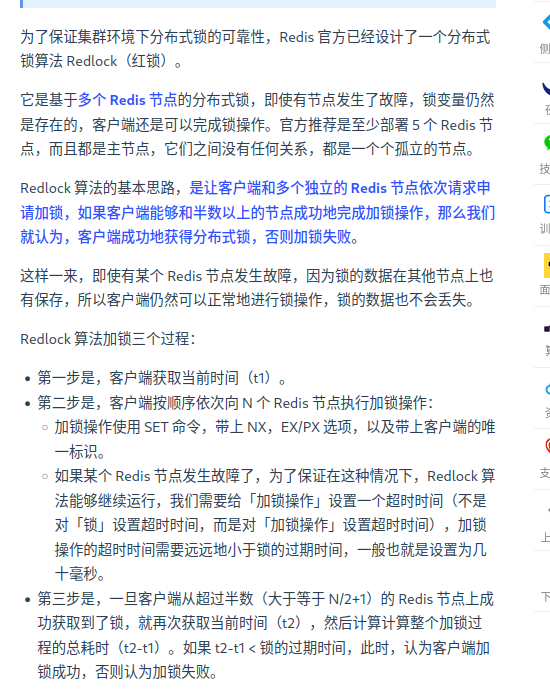 为了保证集群环境下分布式锁的可靠性，Redis 官方已经设计了一个分布式
锁算法 Redlock（红锁）。
它是基于多个 Redis 节点的分布式锁，即使有节点发生了故障，锁变量仍然
是存在的，客户端还是可以完成锁操作。官方推荐是至少部署 5 个 Redis 节
点，而且都是主节点，它们之间没有任何关系，都是一个个孤立的节点。
Redlock 算法的基本思路，是让客户端和多个独立的 Redis 节点依次请求申
请加锁，如果客户端能够和半数以上的节点成功地完成加锁操作，那么我们
就认为，客户端成功地获得分布式锁，否则加锁失败。
这样一来，即使有某个 Redis 节点发生故障，因为锁的数据在其他节点上也
有保存，所以客户端仍然可以正常地进行锁操作，锁的数据也不会丢失。
Redlock 算法加锁三个过程：
• 第一步是，客户端获取当前时间（t1）。
• 第二步是，客户端按顺序依次向 N 个 Redis 节点执行加锁操作：
○ 加锁操作使用 SET 命令，带上 NX，EX/PX 选项，以及带上客户端的唯
一标识。
○ 如果某个 Redis 节点发生故障了，为了保证在这种情况下，Redlock 算
法能够继续运行，我们需要给「加锁操作」设置一个超时时间（不是
对「锁」设置超时时间，而是对「加锁操作」设置超时时间），加锁
操作的超时时间需要远远地小于锁的过期时间，一般也就是设置为几
十毫秒。
• 第三步是，一旦客户端从超过半数（大于等于 N/2+1）的 Redis 节点上成
功获取到了锁，就再次获取当前时间（t2），然后计算计算整个加锁过
程的总耗时（t2-t1）。如果 t2-t1 < 锁的过期时间，此时，认为客户端加
锁成功，否则认为加锁失败。
侧
技
训
面
支
上
下